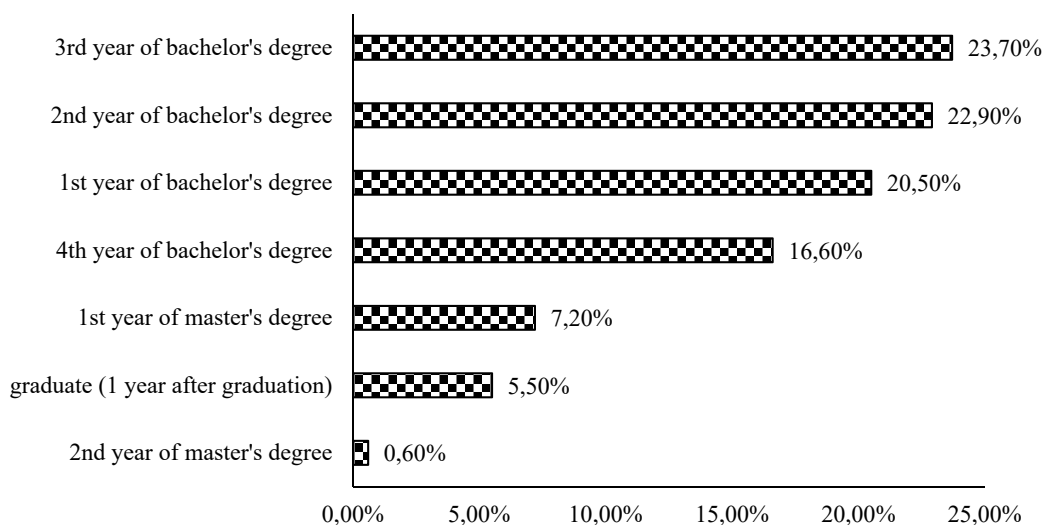 3rd year of bachelor's degree 23,70%
2nd year of bachelor's degree 22,90%
1st year of bachelor's degree 20,50%
4th year of bachelor's degree 16,60%
1st year of master's degree 7,20%
graduate (1 year after graduation) 5,50%
2nd year of master's degree 0,60%
0,00% 5,00% 10,00% 15,00% 20,00% 25,00%